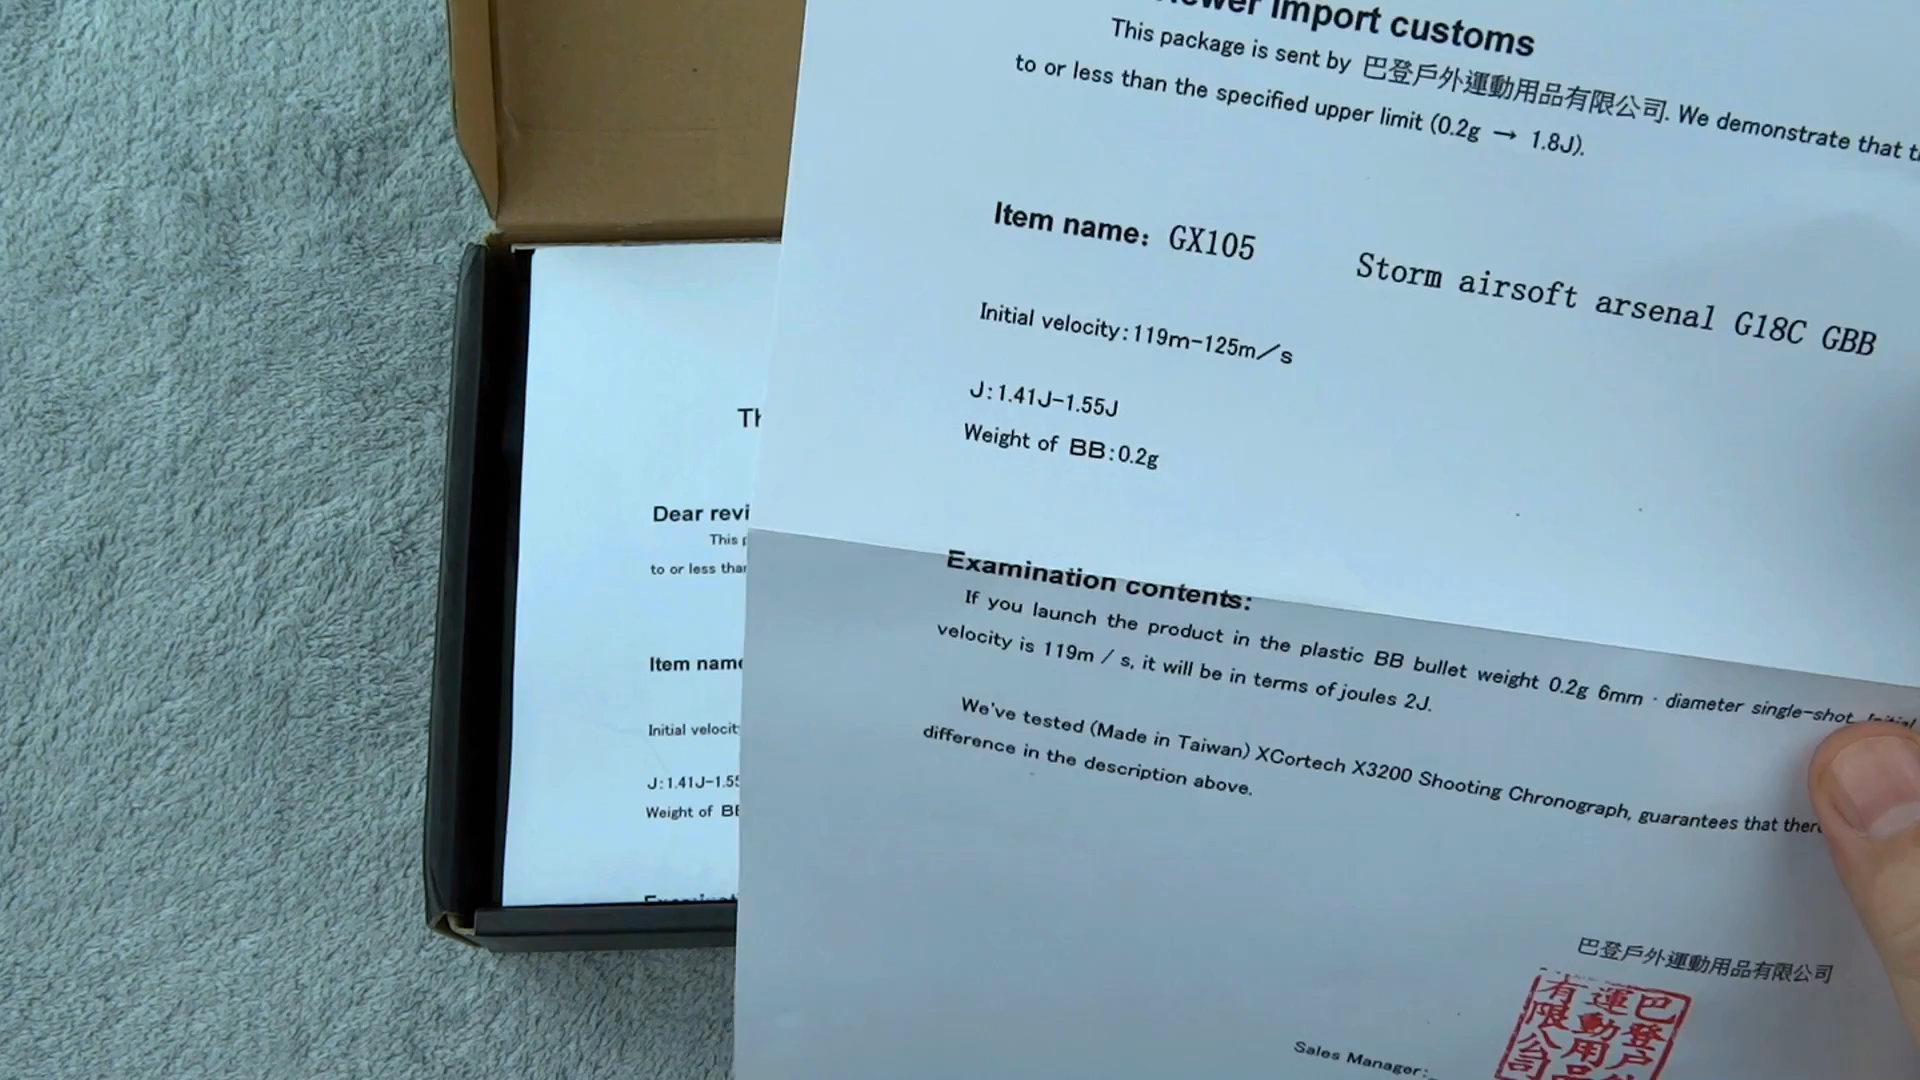 import customs
This package is sent by 巴登戶外運動用品有限公司. We demonstrate that
to or less than the specified upper limit (0.2g → 1.8J).
Item name: GX105 Storm airsoft arsenal G18C GBB
Initial velocity:119m-125m/s
J:1.41J-1.55J
Weight of BB:0.2g
Examination contents:
If you launch the product in the plastic BB bullet weight 0.2g 6mm · diameter single-shot. Initial
velocity is 119m / s, it will be in terms of joules 2J.
We've tested (Made in Taiwan) XCortech X3200 Shooting Chronograph, guarantees that
difference in the description above.
巴登戶外運動用品有限公司
Sales Manager:
Dear
This
to or less
Item name
Initial
J:1.41J-1.55
Weight of